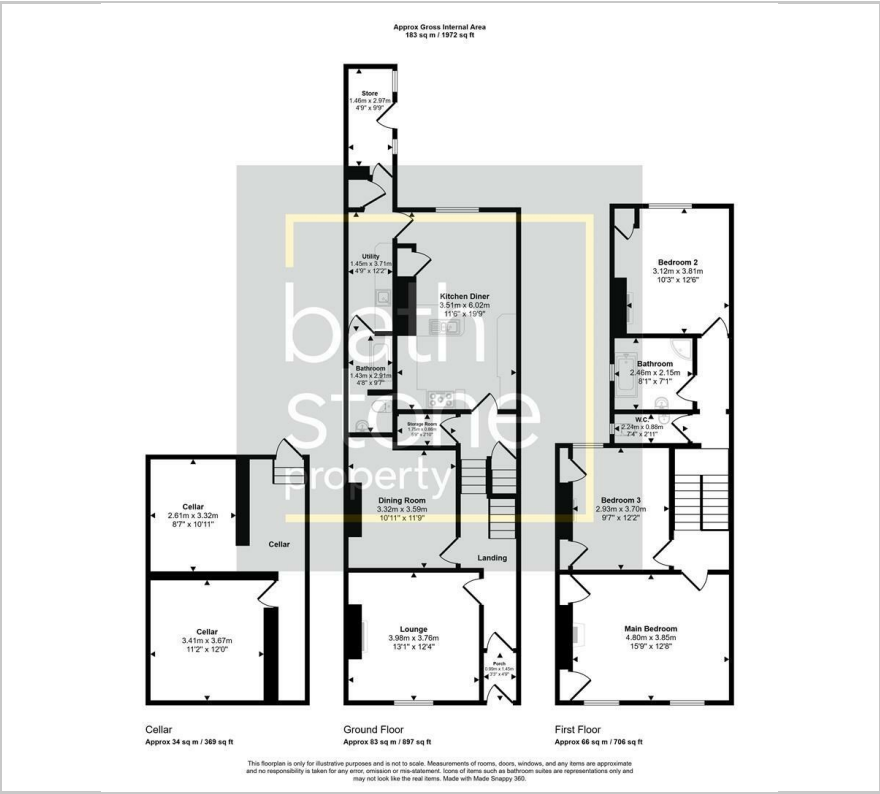 Approx Gross Internal Area
183 sq m / 1972 sq ft
Store
1.46m x 2.97m
4'9" x 9'9"
Utility
1.45m x 3.71m
4'9" x 12'2"
Kitchen Diner
3.51m x 6.02m
11'6" x 19'9"
Bedroom 2
3.12m x 3.81m
10'3" x 12'6"
bath
stone
property
Bathroom
1.43m x 2.91m
4'8" x 9'7"
Bathroom
2.46m x 2.15m
8'1" x 7'1"
Storage Room
W.C.
2.24m x 0.88m
7'4" x 2'11"
Cellar
2.61m x 3.32m
8'7" x 10'11"
Cellar
Dining Room
3.32m x 3.59m
10'11" x 11'9"
Landing
Bedroom 3
2.93m x 3.70m
9'7" x 12'2"
Cellar
3.41m x 3.67m
11'2" x 12'0"
Lounge
3.98m x 3.76m
13'1" x 12'4"
Porch
Main Bedroom
4.80m x 3.85m
15'9" x 12'8"
Cellar
Approx 34 sq m / 369 sq ft
Ground Floor
Approx 83 sq m / 897 sq ft
First Floor
Approx 66 sq m / 706 sq ft
This floorplan is only for illustrative purposes and is not to scale. Measurements of rooms, doors, windows, and any items are approximate
and no responsibility is taken for any error, omission or mis-statement. Icons of items such as bathroom suites are representations only and
may not look like the real items. Made with Made Snappy 360.